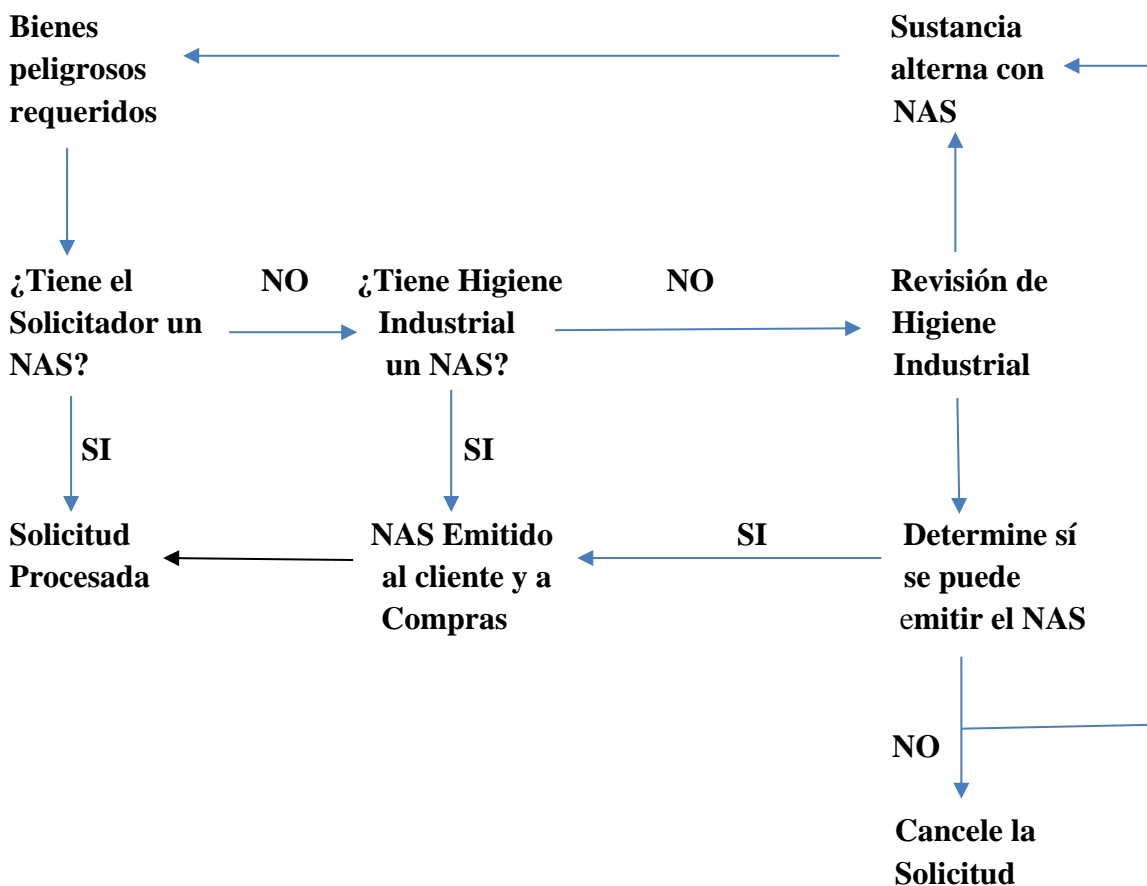 Bienes
peligrosos
requeridos
Sustancia
alterna con
NAS
¿Tiene el
Solicitador un
NAS?
NO
¿Tiene Higiene
Industrial
un NAS?
NO
Revisión de
Higiene
Industrial
SI
SI
Solicitud
Procesada
NAS Emitido
al cliente y a
Compras
SI
Determine sí
se puede
emitir el NAS
NO
Cancele la
Solicitud